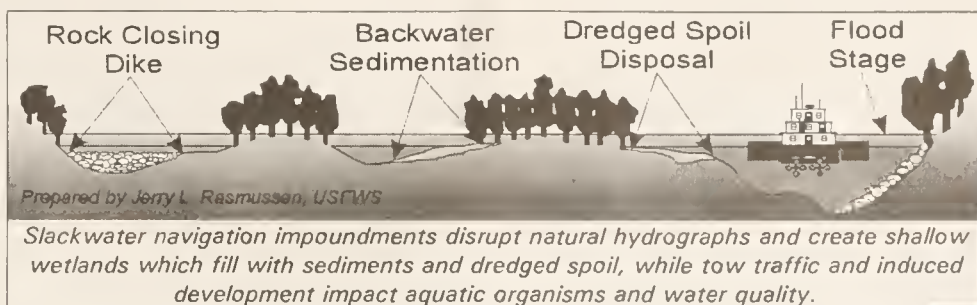 Rock Closing Dike
Backwater Sedimentation
Dredged Spoil Disposal
Flood Stage
Prepared by Jerry L. Rasmussen, USFWS
Slackwater navigation impoundments disrupt natural hydrographs and create shallow
wetlands which fill with sediments and dredged spoil, while tow traffic and induced
development impact aquatic organisms and water quality.